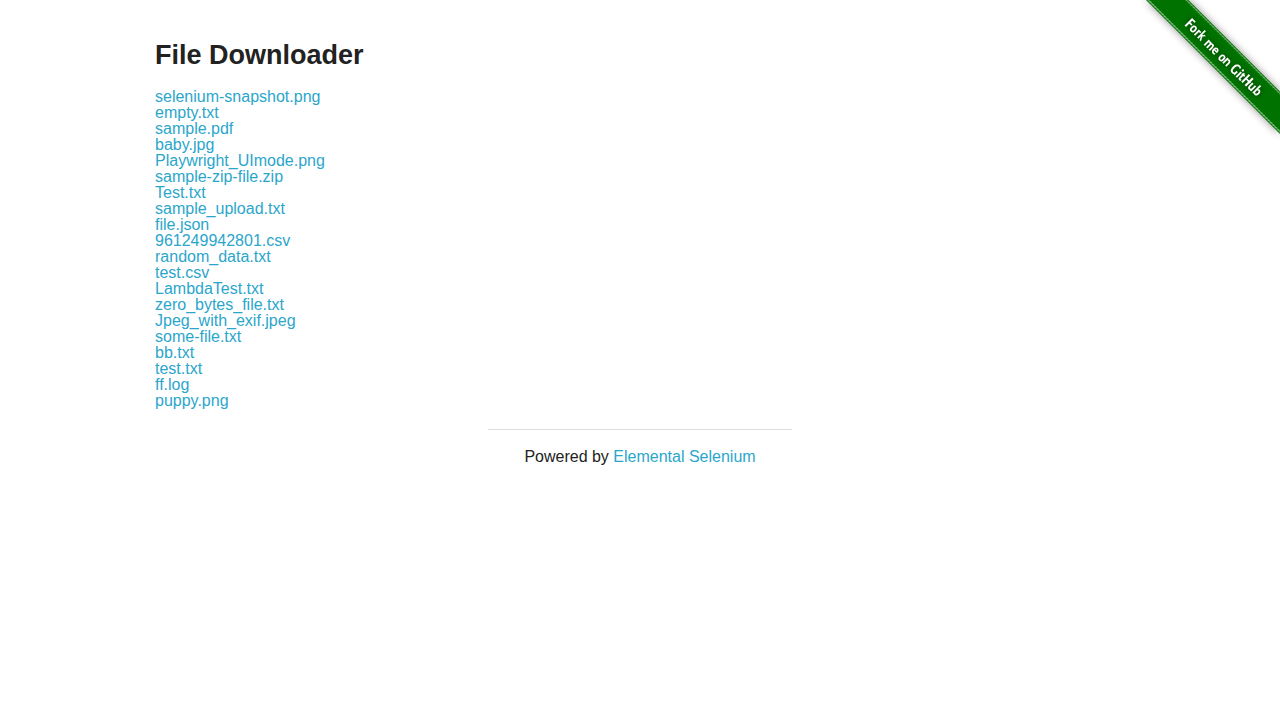 Fork me on GitHub
File Downloader
selenium-snapshot.png
empty.txt
sample.pdf
baby.jpg
Playwright_UImode.png
sample-zip-file.zip
Test.txt
sample_upload.txt
file.json
961249942801.csv
random_data.txt
test.csv
LambdaTest.txt
zero_bytes_file.txt
Jpeg_with_exif.jpeg
some-file.txt
bb.txt
test.txt
ff.log
puppy.png
Powered by Elemental Selenium